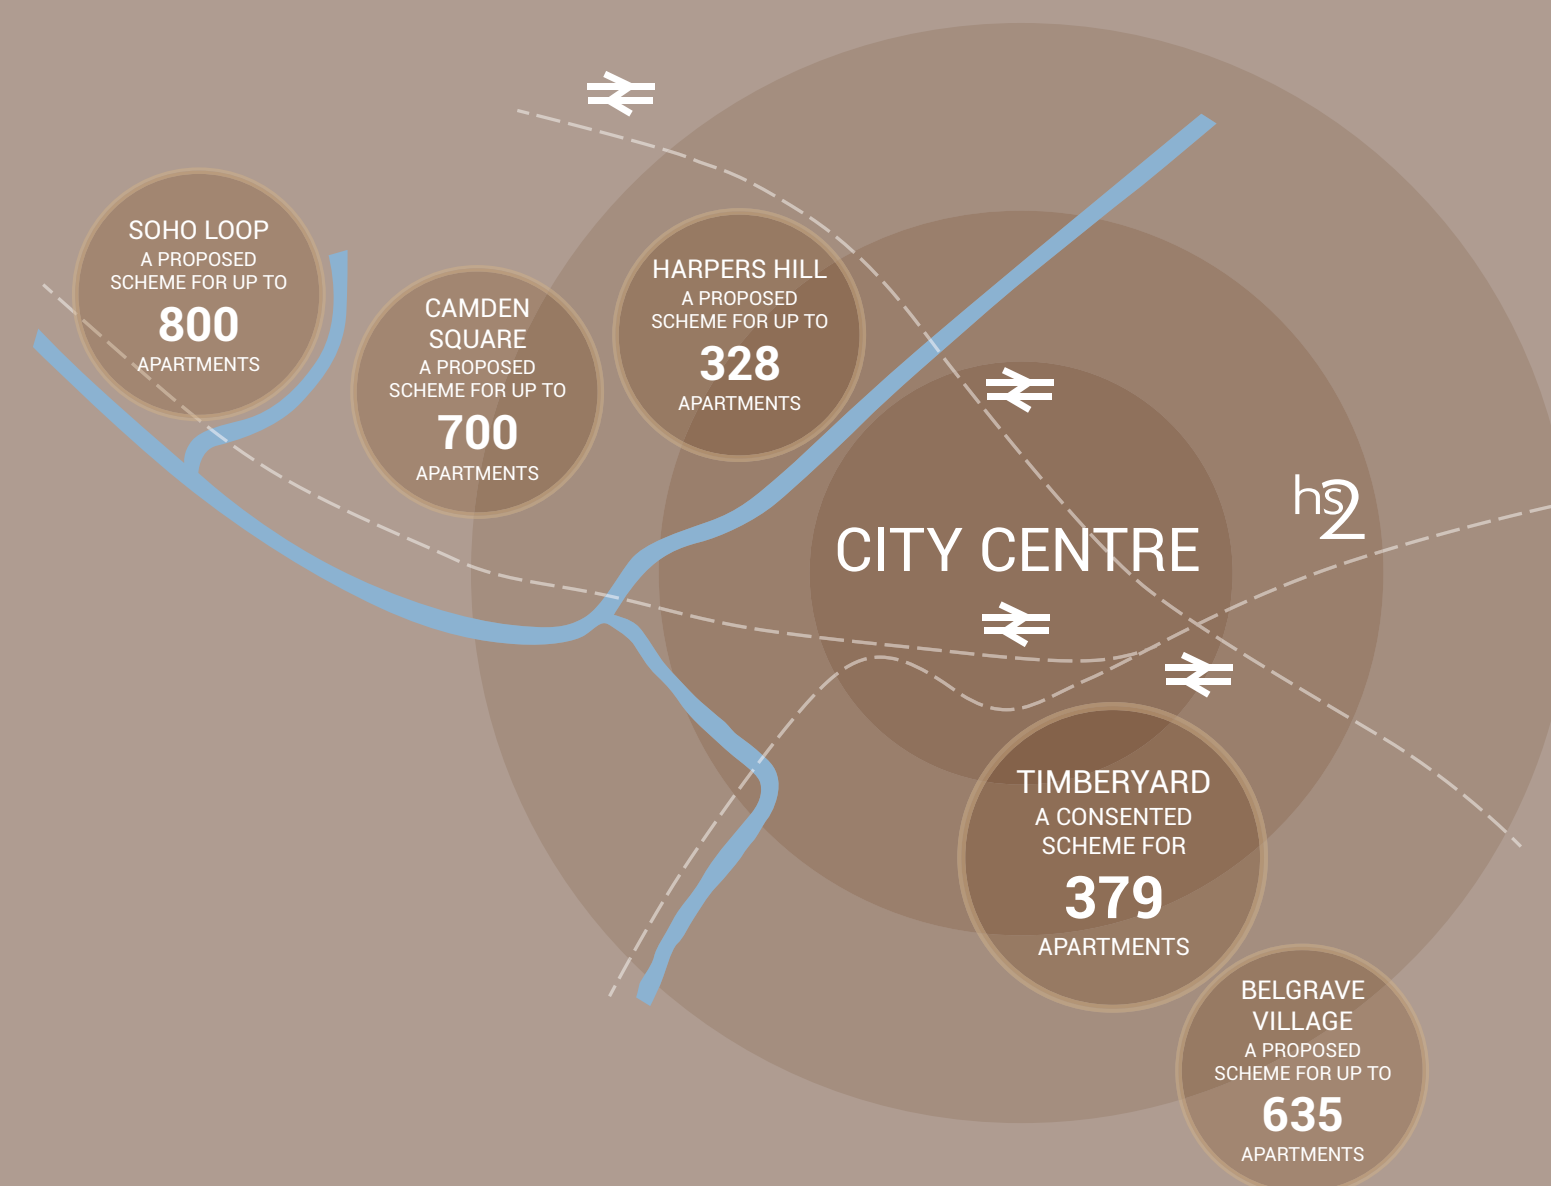 SOHO LOOP
A PROPOSED
SCHEME FOR UP TO
800
APARTMENTS
CAMDEN
SQUARE
A PROPOSED
SCHEME FOR UP TO
700
APARTMENTS
HARPERS HILL
A PROPOSED
SCHEME FOR UP TO
328
APARTMENTS
hs2
CITY CENTRE
TIMBERYARD
A CONSENTED
SCHEME FOR
379
APARTMENTS
BELGRAVE
VILLAGE
A PROPOSED
SCHEME FOR UP TO
635
APARTMENTS